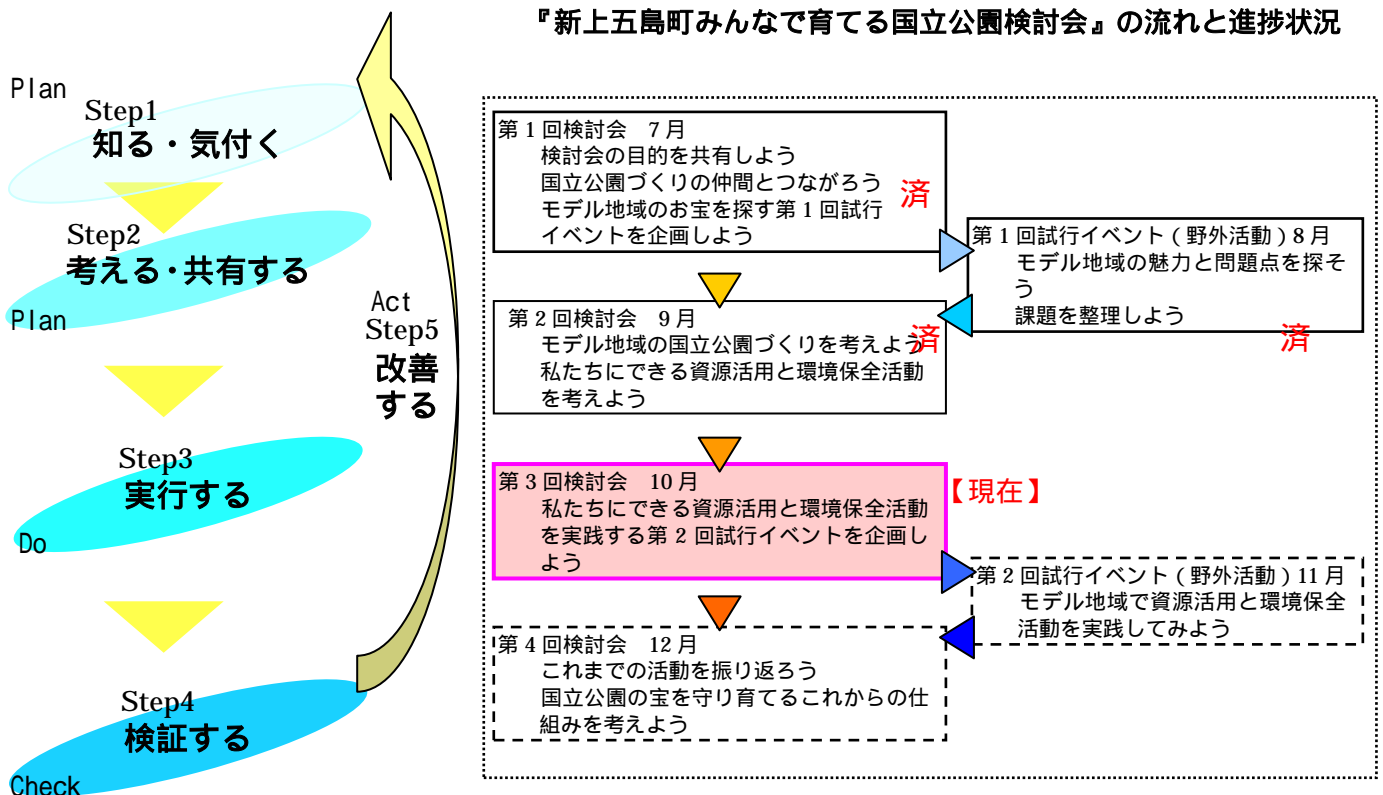 『新上五島町みんなで育てる国立公園検討会』の流れと進捗状況
Plan
Step1
知る・気付く
Step2
考える・共有する
Plan
Step3
実行する
Do
Step4
検証する
Check
Act
Step5
改善
する
第１回検討会　７月
検討会の目的を共有しよう
国立公園づくりの仲間とつながろう
モデル地域のお宝を探す第１回試行
イベントを企画しよう
済
第１回試行イベント（野外活動）８月
モデル地域の魅力と問題点を探そ
う
課題を整理しよう
済
第２回検討会　９月
モデル地域の国立公園づくりを考えよう
私たちにできる資源活用と環境保全活動
を考えよう
済
第３回検討会　10月
私たちにできる資源活用と環境保全活動
を実践する第２回試行イベントを企画し
よう
【現在】
第２回試行イベント（野外活動）11月
モデル地域で資源活用と環境保全
活動を実践してみよう
第４回検討会　12月
これまでの活動を振り返ろう
国立公園の宝を守り育てるこれからの仕
組みを考えよう